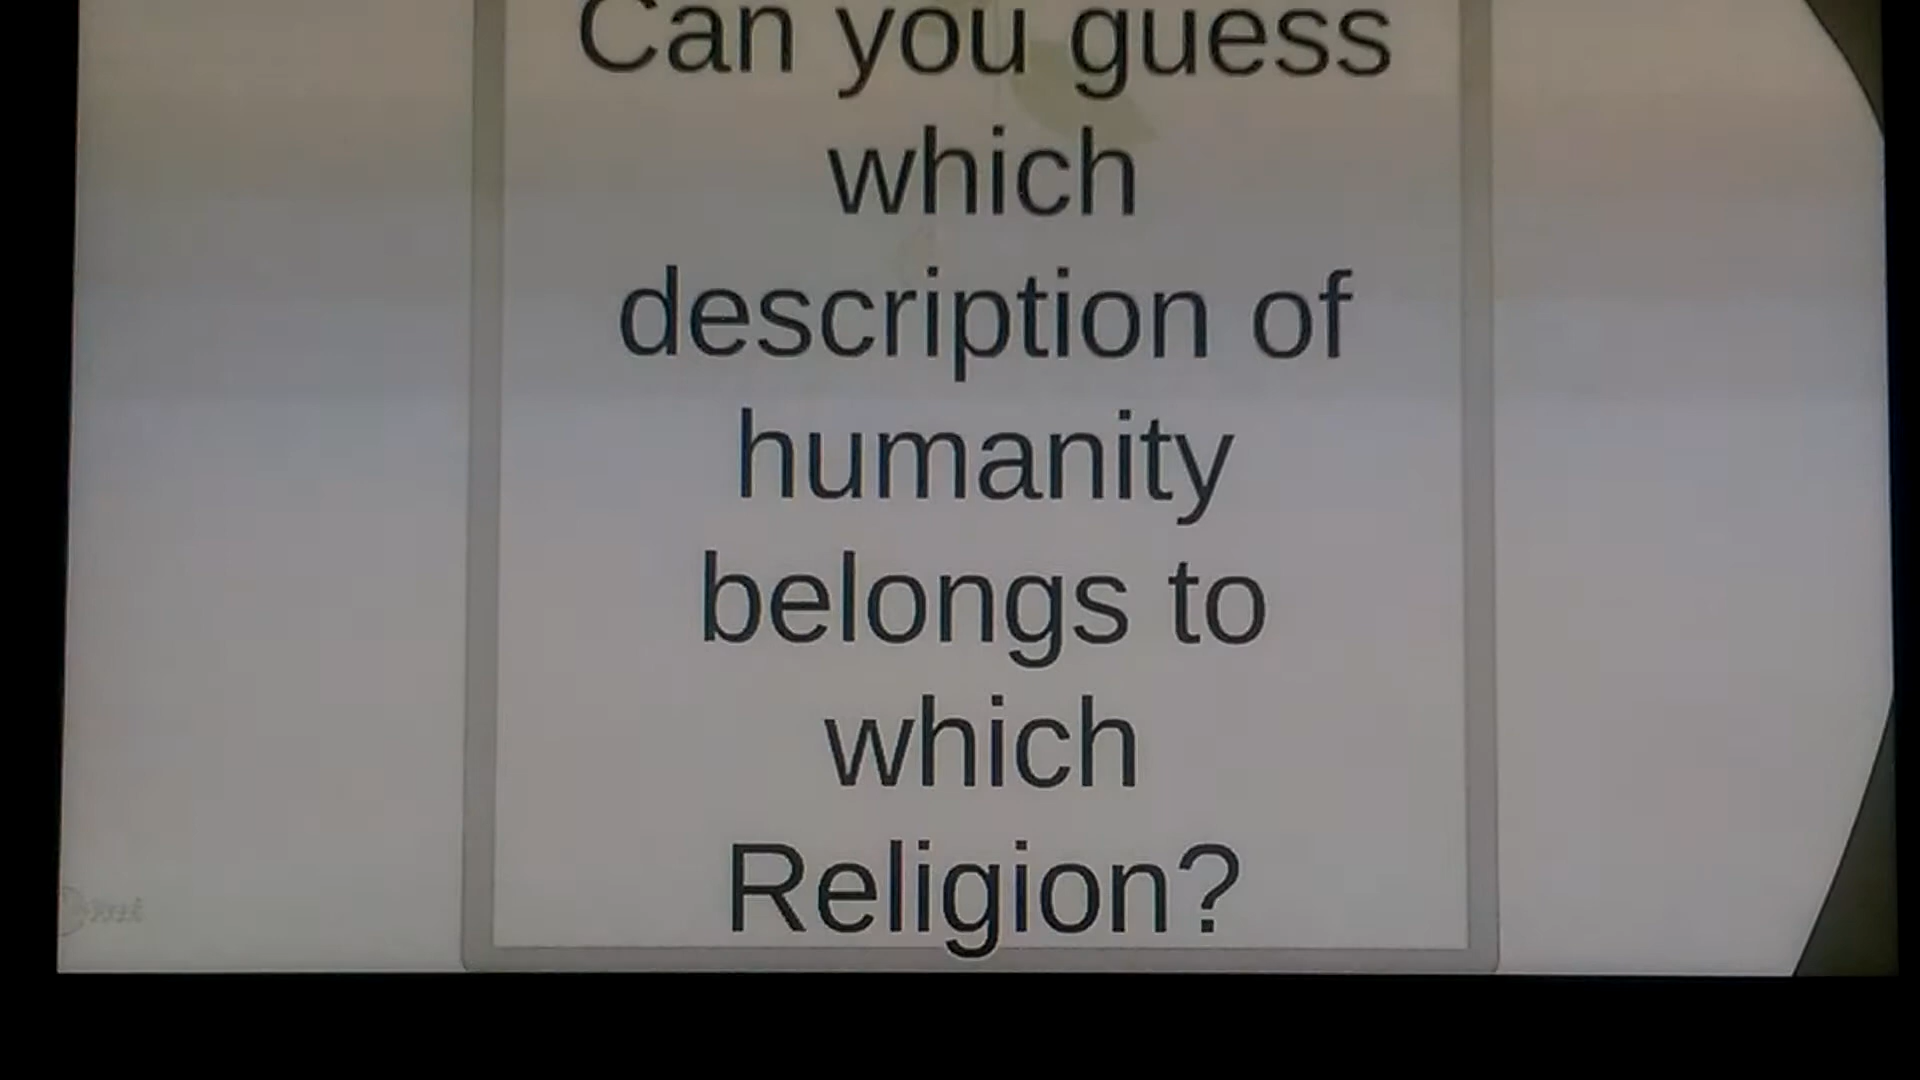 Can you guess
which
description of
humanity
belongs to
which
Religion?